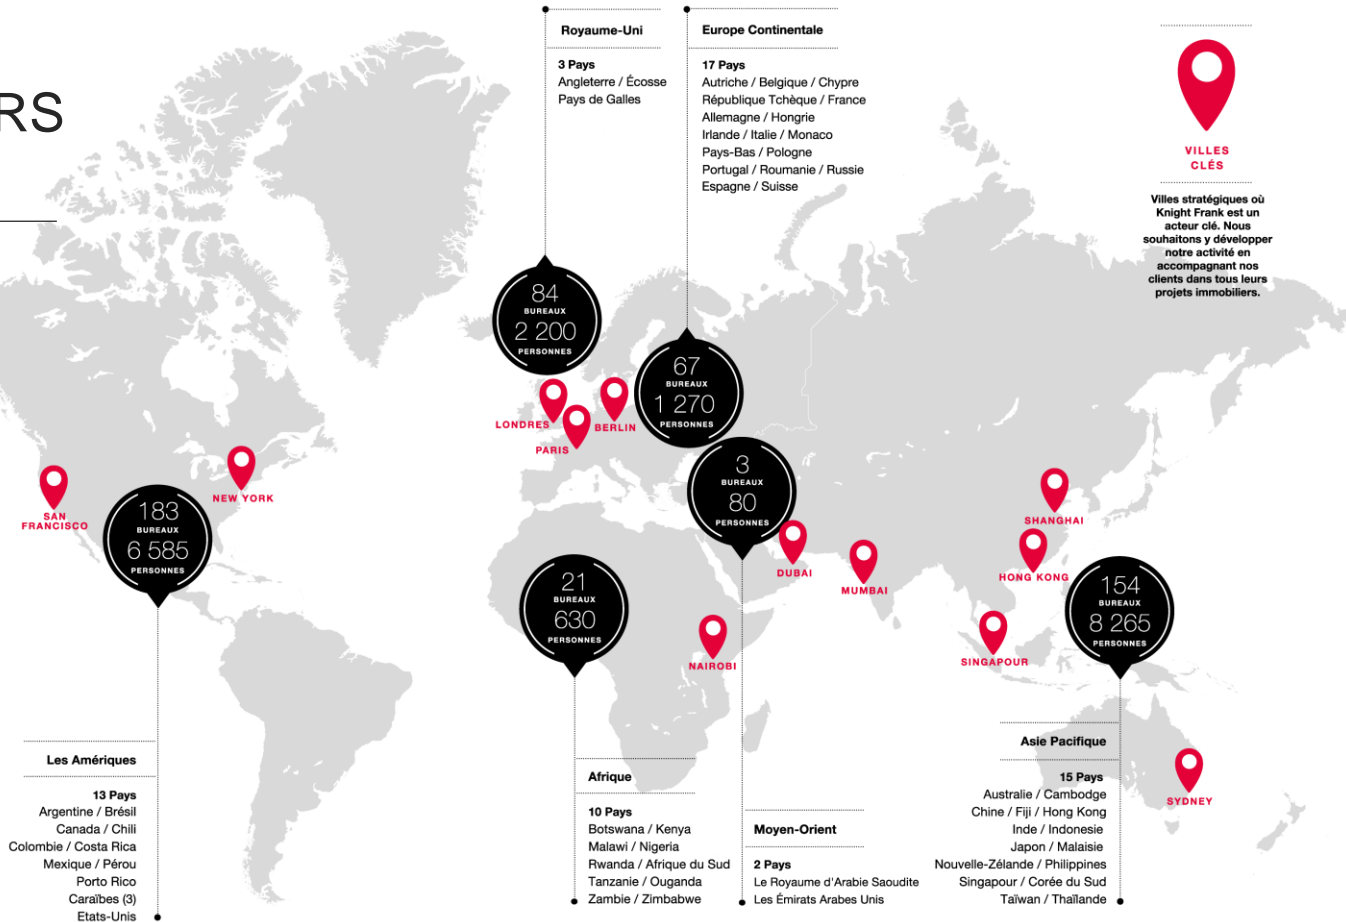 RS
Royaume-Uni
3 Pays
Angleterre / Écosse
Pays de Galles
Europe Continentale
17 Pays
Autriche / Belgique / Chypre
République Tchèque / France
Allemagne / Hongrie
Irlande / Italie / Monaco
Pays-Bas / Pologne
Portugal / Roumanie / Russie
Espagne / Suisse
VILLES
CLÉS
Villes stratégiques où
Knight Frank est un
acteur clé. Nous
souhaitons y développer
notre activité en
accompagnant nos
clients dans tous leurs
projets immobiliers.
84
BUREAUX
2 200
PERSONNES
67
BUREAUX
1 270
PERSONNES
LONDRES
PARIS
BERLIN
3
BUREAUX
80
PERSONNES
SAN
FRANCISCO
NEW YORK
183
BUREAUX
6 585
PERSONNES
21
BUREAUX
630
PERSONNES
NAIROBI
DUBAI
MUMBAI
SHANGHAI
HONG KONG
SINGAPOUR
154
BUREAUX
8 265
PERSONNES
SYDNEY
Les Amériques
13 Pays
Argentine / Brésil
Canada / Chili
Colombie / Costa Rica
Mexique / Pérou
Porto Rico
Caraïbes (3)
Etats-Unis
Afrique
10 Pays
Botswana / Kenya
Malawi / Nigeria
Rwanda / Afrique du Sud
Tanzanie / Ouganda
Zambie / Zimbabwe
Moyen-Orient
2 Pays
Le Royaume d'Arabie Saoudite
Les Émirats Arabes Unis
Asie Pacifique
15 Pays
Australie / Cambodge
Chine / Fiji / Hong Kong
Inde / Indonesie
Japon / Malaisie
Nouvelle-Zélande / Philippines
Singapour / Corée du Sud
Taïwan / Thaïlande